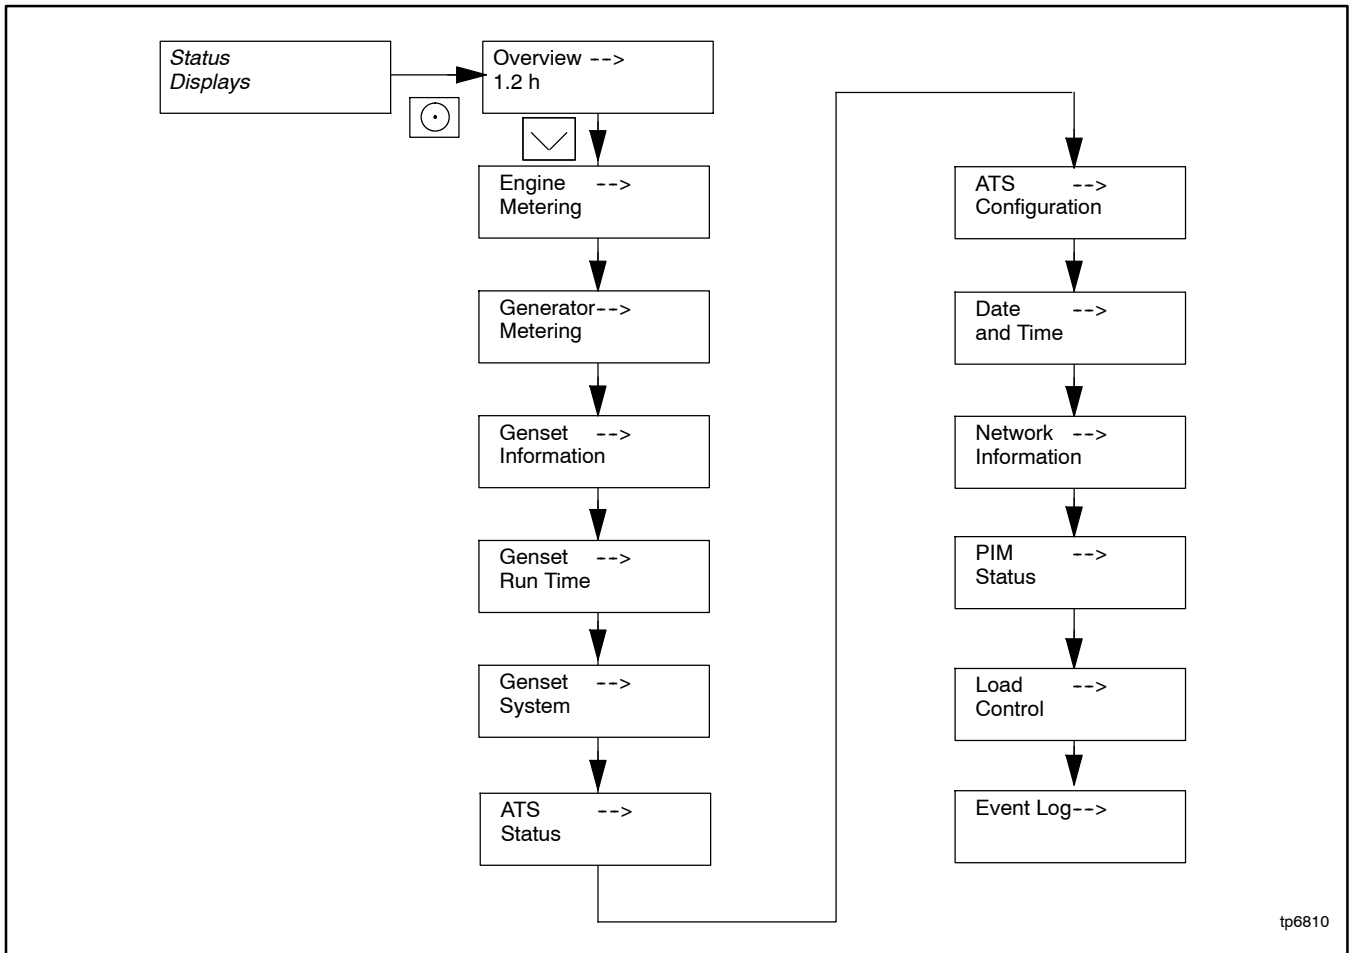 Status
Displays
Overview -->
1.2 h
Engine -->
Metering
Generator-->
Metering
Genset -->
Information
Genset -->
Run Time
Genset -->
System
ATS -->
Status
ATS -->
Configuration
Date -->
and Time
Network -->
Information
PIM -->
Status
Load -->
Control
Event Log-->
tp6810